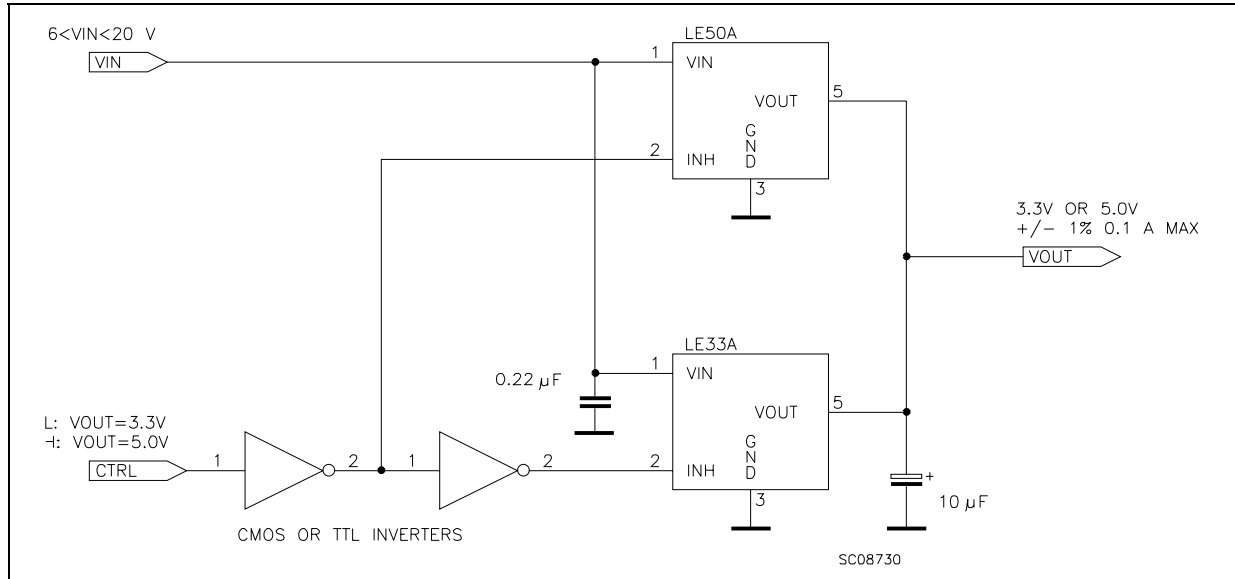 6<VIN<20 V
VIN
LE50A
1
VIN
VOUT
5
2
INH
GND
3
3.3V OR 5.0V
+/- 1% 0.1 A MAX
VOUT
LE33A
1
VIN
0.22 µF
VOUT
5
L: VOUT=3.3V
H: VOUT=5.0V
CTRL
1
2
1
2
2
INH
GND
3
+
10 µF
CMOS OR TTL INVERTERS
SC08730